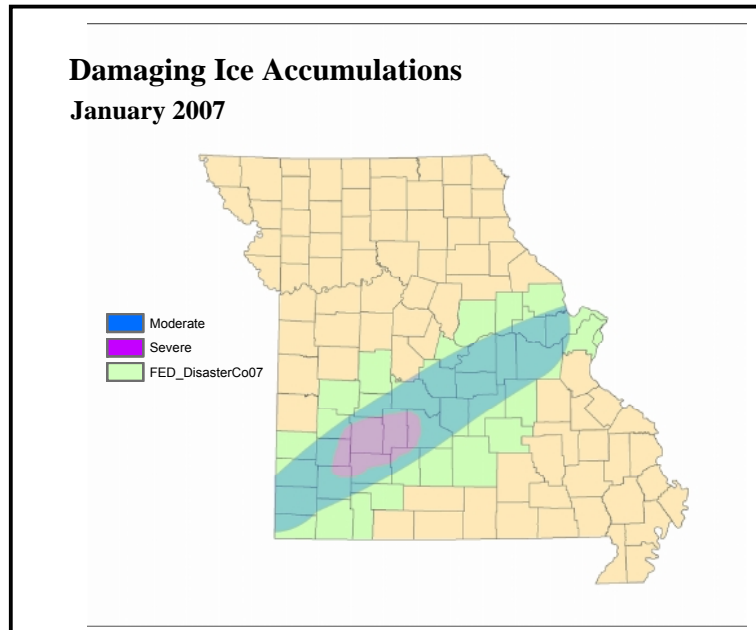 Damaging Ice Accumulations
January 2007
Moderate
Severe
FED_DisasterCo07